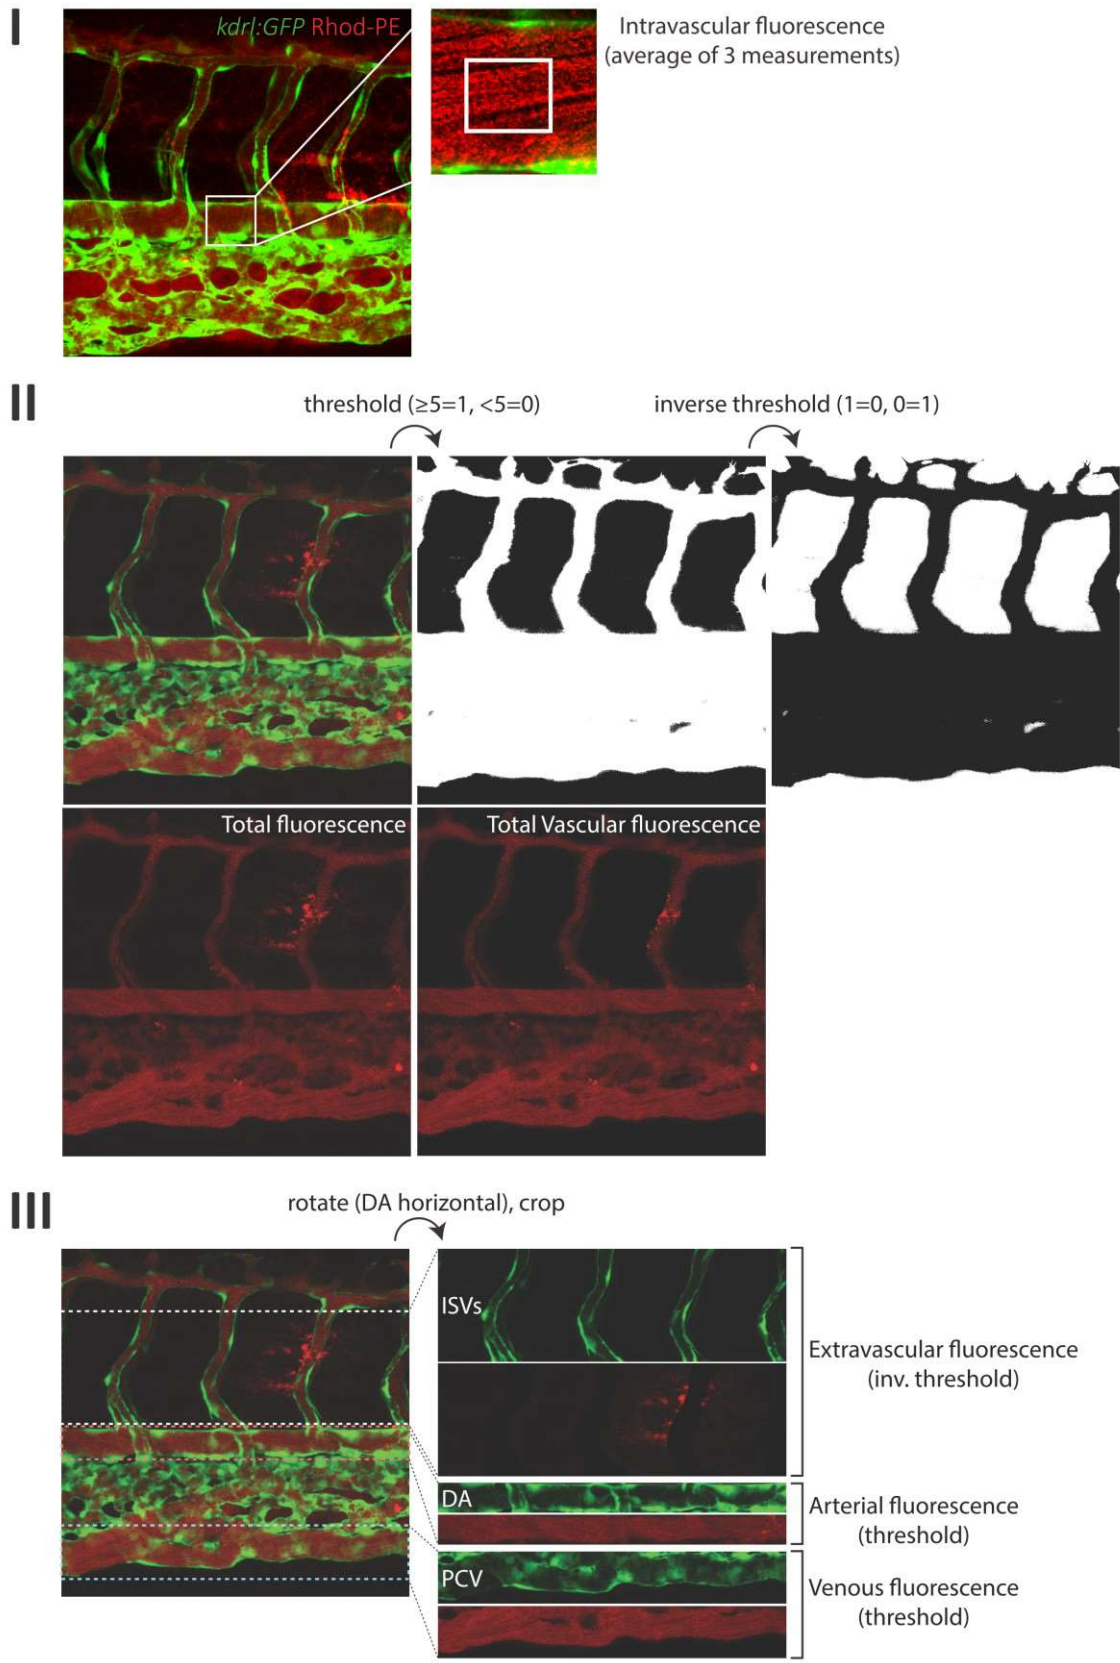 I
kdrl:GFP Rhod-PE
Intravascular fluorescence
(average of 3 measurements)
II
threshold (≥5=1, <5=0)
inverse threshold (1=0, 0=1)
Total fluorescence
Total Vascular fluorescence
III
rotate (DA horizontal), crop
ISVs
Extravascular fluorescence
(inv. threshold)
DA
Arterial fluorescence
(threshold)
PCV
Venous fluorescence
(threshold)